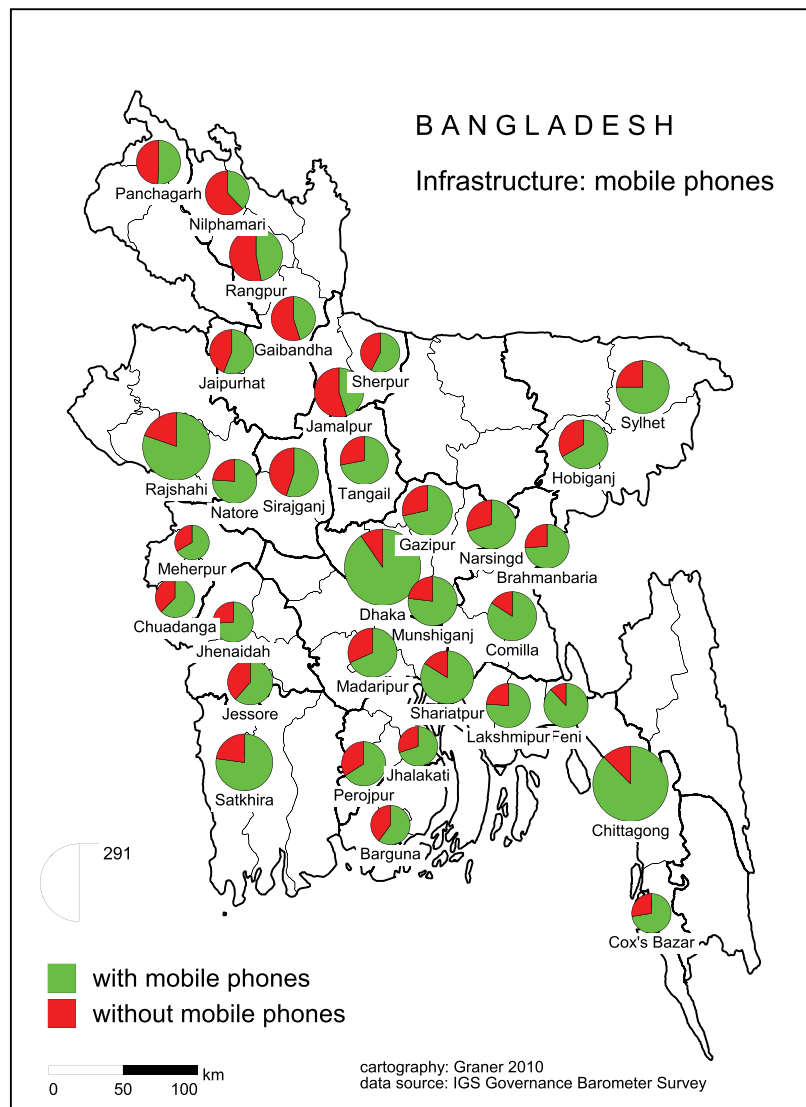 BANGLADESH
Infrastructure: mobile phones
Panchagarh
Nilphamari
Rangpur
Gaibandha
Jaipurhat
Sherpur
Jamalpur
Sylhet
Hobiganj
Rajshahi
Natore
Sirajganj
Tangail
Gazipur
Narsingd
Brahmanbaria
Meherpur
Dhaka
Chuadanga
Munshiganj
Jhenaidah
Comilla
Madaripur
Jessore
Shariatpur
Lakshmipur
Feni
Satkhira
Jhalakati
Perojpur
Chittagong
Barguna
291
Cox's Bazar
with mobile phones
without mobile phones
0 50 100 km
cartography: Graner 2010
data source: IGS Governance Barometer Survey